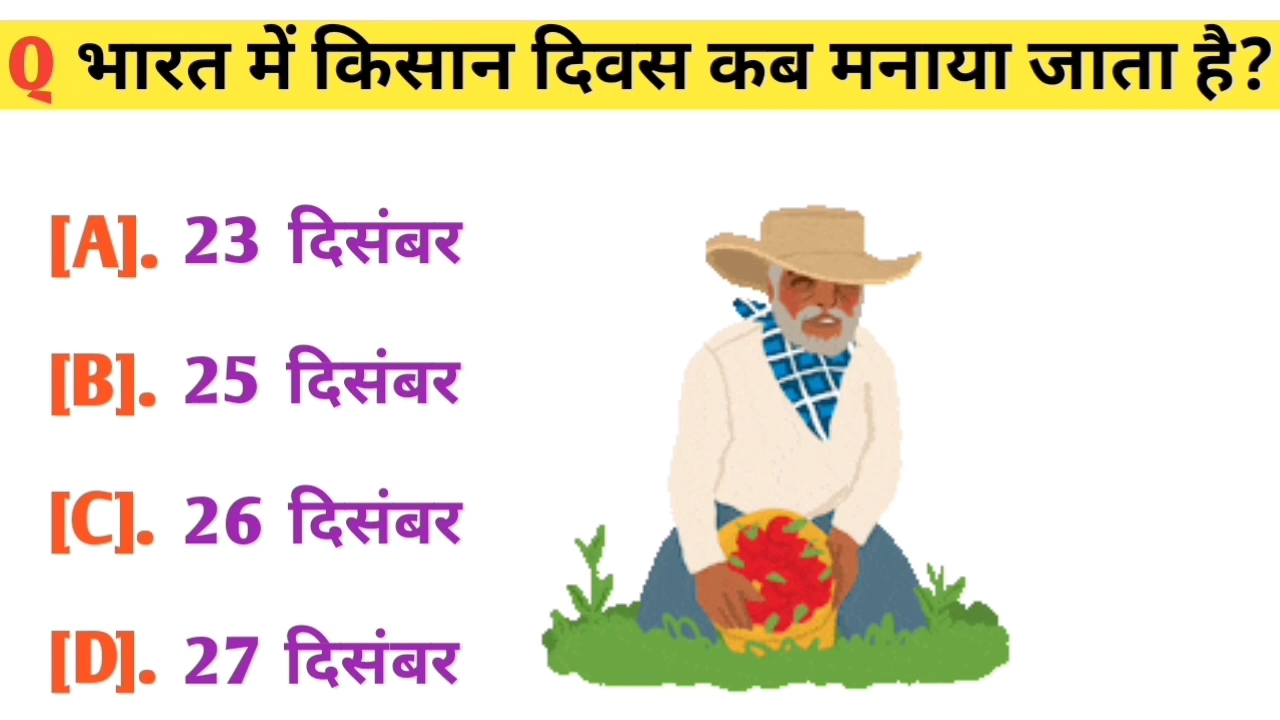 Q भारत में किसान दिवस कब मनाया जाता है?
[A]. 23 दिसंबर
[B]. 25 दिसंबर
[C]. 26 दिसंबर
[D]. 27 दिसंबर